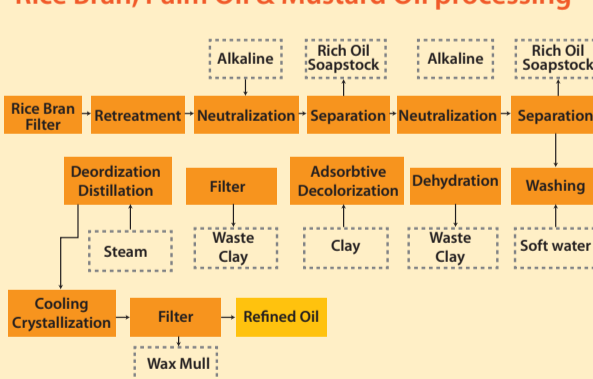 Rice Bran, Palm Oil & Mustard Oil processing
Alkaline
Rich Oil
Soapstock
Alkaline
Rich Oil
Soapstock
Rice Bran
Filter
Retreatment
Neutralization
Separation
Neutralization
Separation
Deordization
Distillation
Filter
Adsorbtive
Decolorization
Dehydration
Washing
Steam
Waste
Clay
Clay
Waste
Clay
Soft water
Cooling
Crystallization
Filter
Refined Oil
Wax Mull